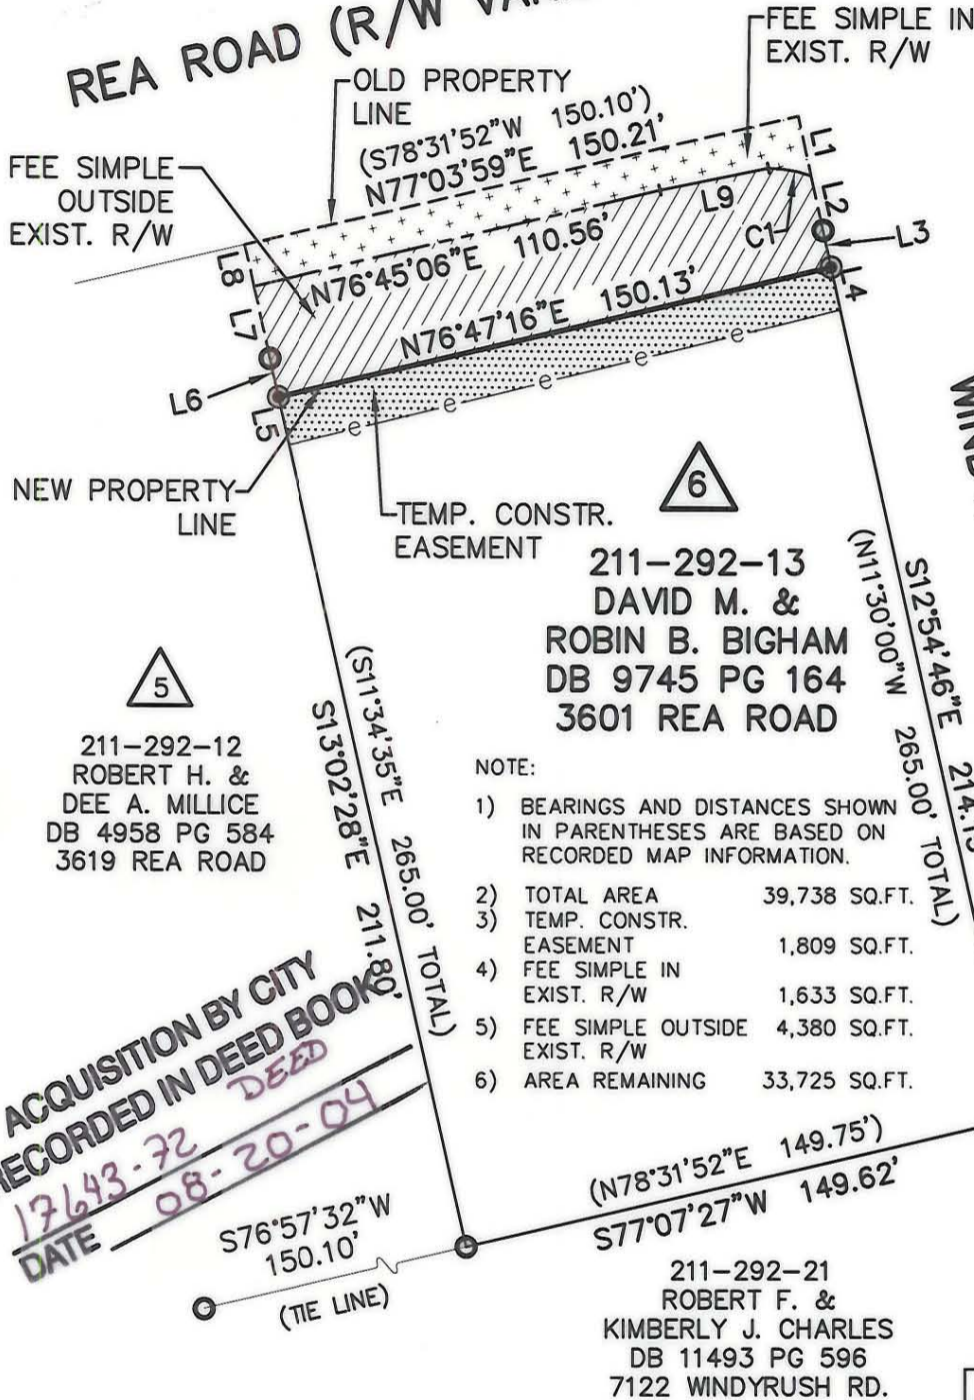 REA ROAD (R/W
FEE SIMPLE IN
EXIST. R/W
OLD PROPERTY
LINE
(S78°31'52"W 150.10')
N77°03'59"E 150.21'
FEE SIMPLE
OUTSIDE
EXIST. R/W
L1
L2
L3
L4
L9
C1
L8
L7
L6
L5
N76°45'06"E 110.56'
N76°47'16"E 150.13'
e e e e e
NEW PROPERTY
LINE
TEMP. CONSTR.
EASEMENT
6
211-292-13
DAVID M. &
ROBIN B. BIGHAM
DB 9745 PG 164
3601 REA ROAD
(N11°30'00"W 265.00' TOTAL)
S12°54'46"E
5
211-292-12
ROBERT H. &
DEE A. MILLICE
DB 4958 PG 584
3619 REA ROAD
(S11°34'35"E 265.00' TOTAL)
S13°02'28"E 211.80'
NOTE:
1) BEARINGS AND DISTANCES SHOWN
IN PARENTHESES ARE BASED ON
RECORDED MAP INFORMATION.
2) TOTAL AREA 39,738 SQ.FT.
3) TEMP. CONSTR.
EASEMENT 1,809 SQ.FT.
4) FEE SIMPLE IN
EXIST. R/W 1,633 SQ.FT.
5) FEE SIMPLE OUTSIDE 4,380 SQ.FT.
EXIST. R/W
6) AREA REMAINING 33,725 SQ.FT.
ACQUISITION BY CITY
RECORDED IN DEED BOOK
17643-72 DEED
DATE 08-20-04
S76°57'32"W
150.10'
(TIE LINE)
(N78°31'52"E 149.75')
S77°07'27"W 149.62'
211-292-21
ROBERT F. &
KIMBERLY J. CHARLES
DB 11493 PG 596
7122 WINDYRUSH RD.